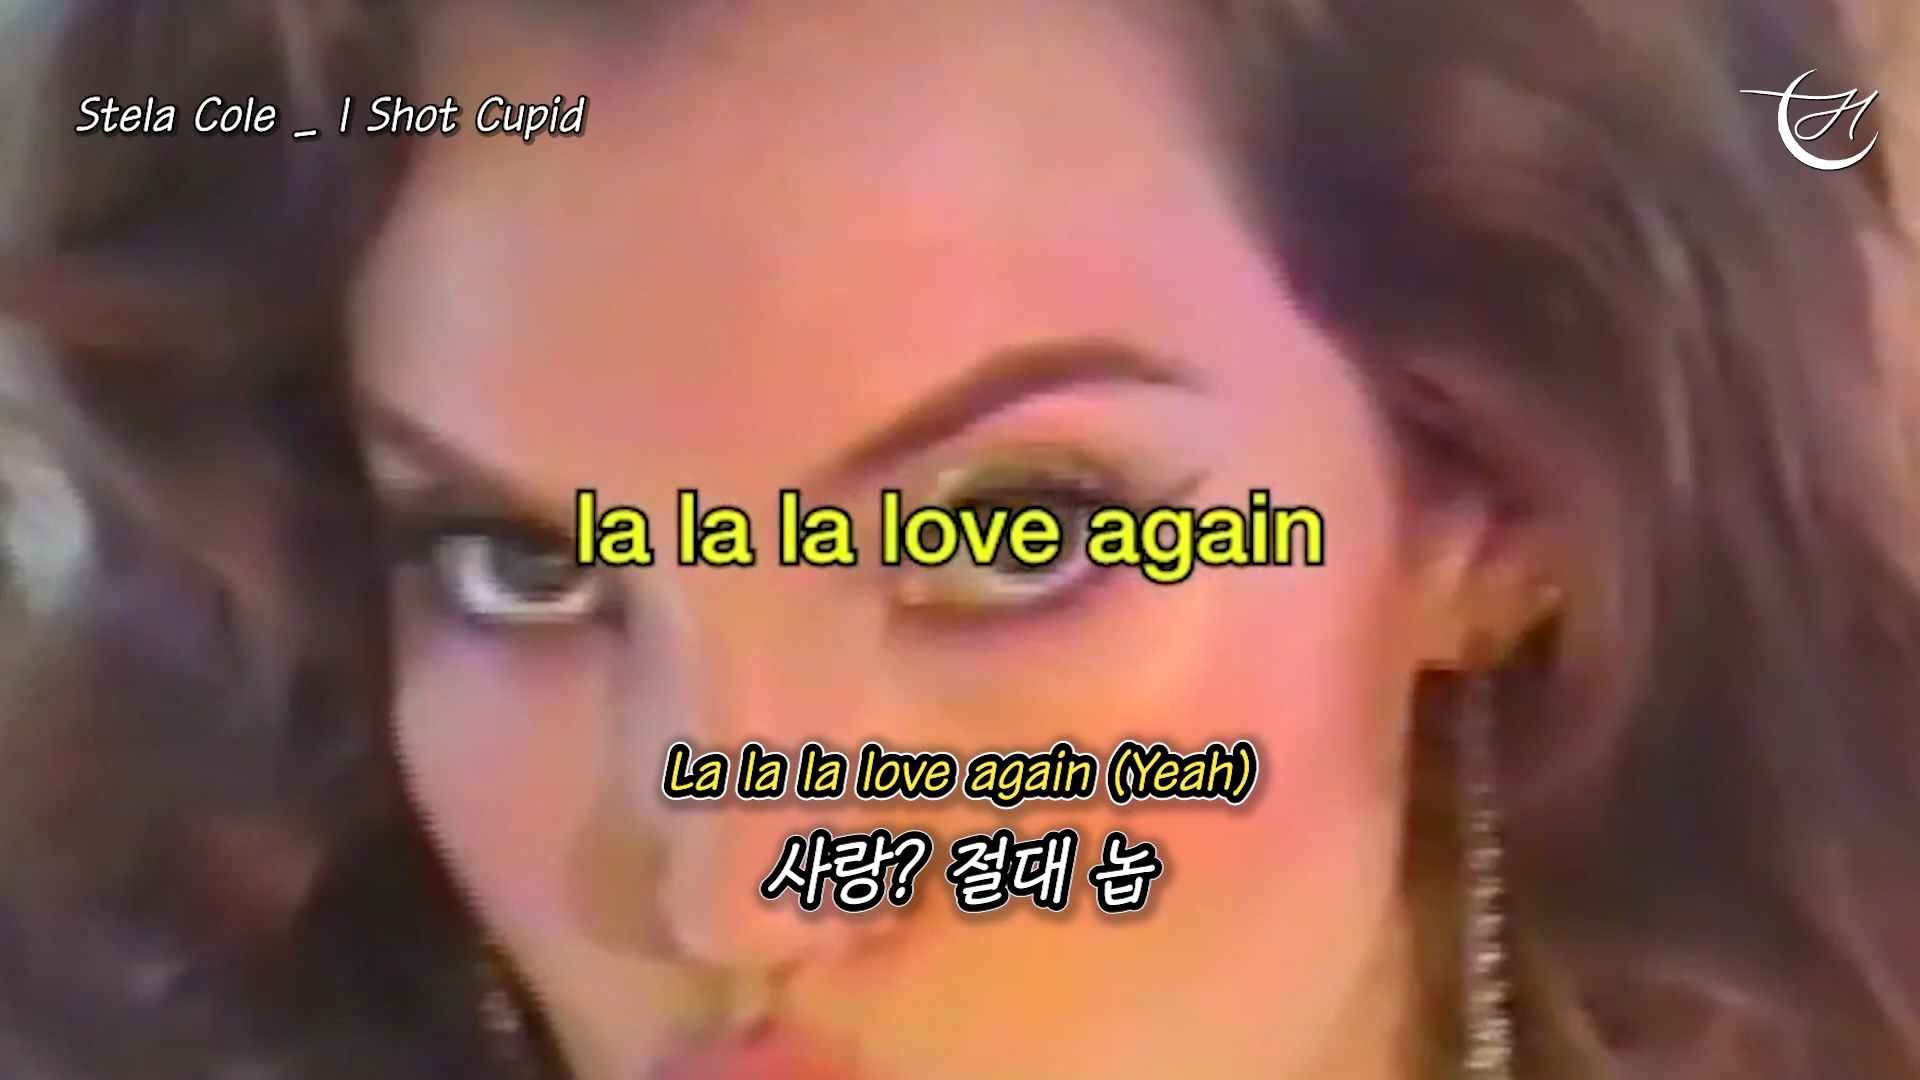 Stela Cole _ I Shot Cupid
la la la love again
La la la love again (Yeah)
사랑? 절대 놉